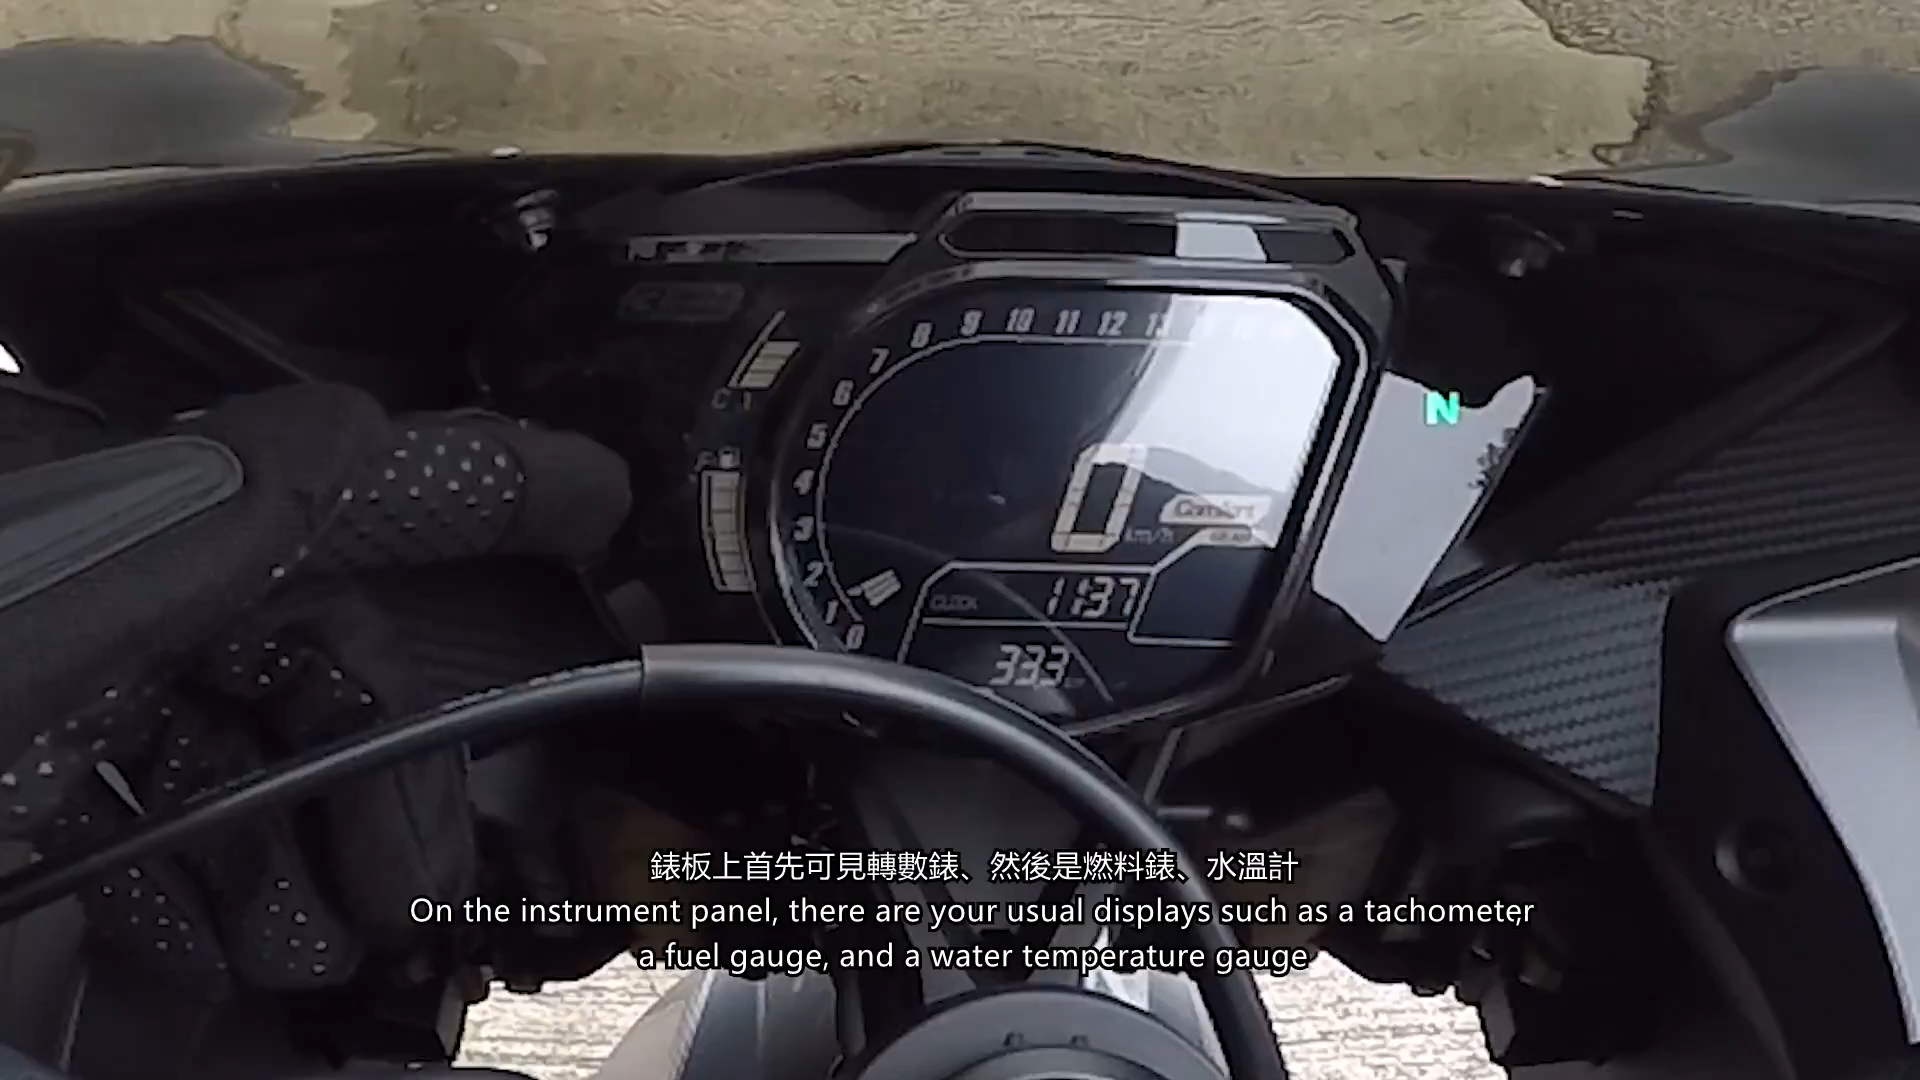 8 9 10 11 12 13
7
6
5
4
3
2
1
0
C
N
0
km/h
Comfort
CLOCK 1137
333
錶板上首先可見轉數錶、然後是燃料錶、水溫計
On the instrument panel, there are your usual displays such as a tachometer,
a fuel gauge, and a water temperature gauge